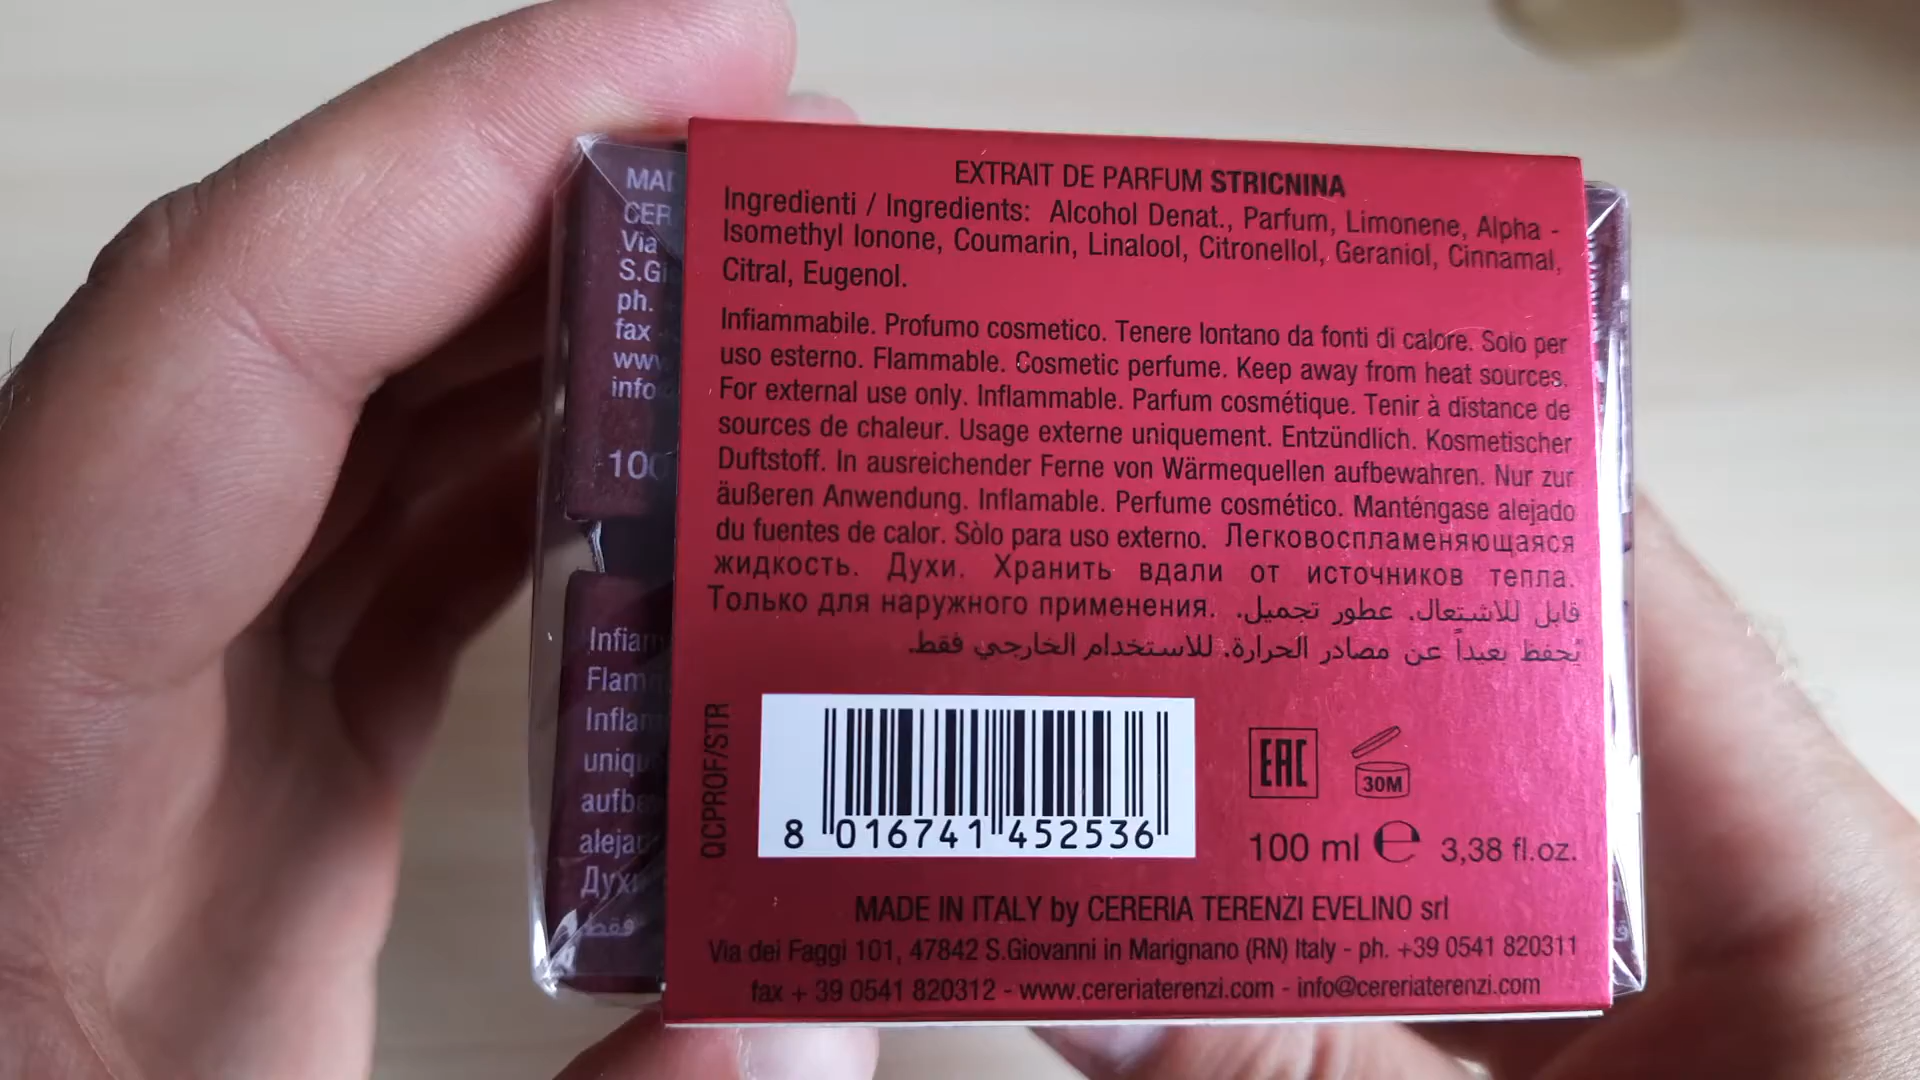 EXTRAIT DE PARFUM STRICNINA
Ingredienti / Ingredients: Alcohol Denat., Parfum, Limonene, Alpha -
Isomethyl Ionone, Coumarin, Linalool, Citronellol, Geraniol, Cinnamal,
Citral, Eugenol.
Infiammabile. Profumo cosmetico. Tenere lontano da fonti di calore. Solo per
uso esterno. Flammable. Cosmetic perfume. Keep away from heat sources.
For external use only. Inflammable. Parfum cosmétique. Tenir à distance de
sources de chaleur. Usage externe uniquement. Entzündlich. Kosmetischer
Duftstoff. In ausreichender Ferne von Wärmequellen aufbewahren. Nur zur
äußeren Anwendung. Inflamable. Perfume cosmético. Manténgase alejado
du fuentes de calor. Sòlo para uso externo. Легковоспламеняющаяся
жидкость. Духи. Хранить вдали от источников тепла.
Только для наружного применения. قابل للاشتعال. عطور تجميل.
يُحفظ بعيداً عن مصادر الحرارة. للاستخدام الخارجي فقط.
QCPROF/STR
8 016741 452536
EAC
30M
100 ml e 3,38 fl.oz.
MADE IN ITALY by CERERIA TERENZI EVELINO srl
Via dei Faggi 101, 47842 S.Giovanni in Marignano (RN) Italy - ph. +39 0541 820311
fax + 39 0541 820312 - www.cereriaterenzi.com - info@cereriaterenzi.com
Via
ph.
fax